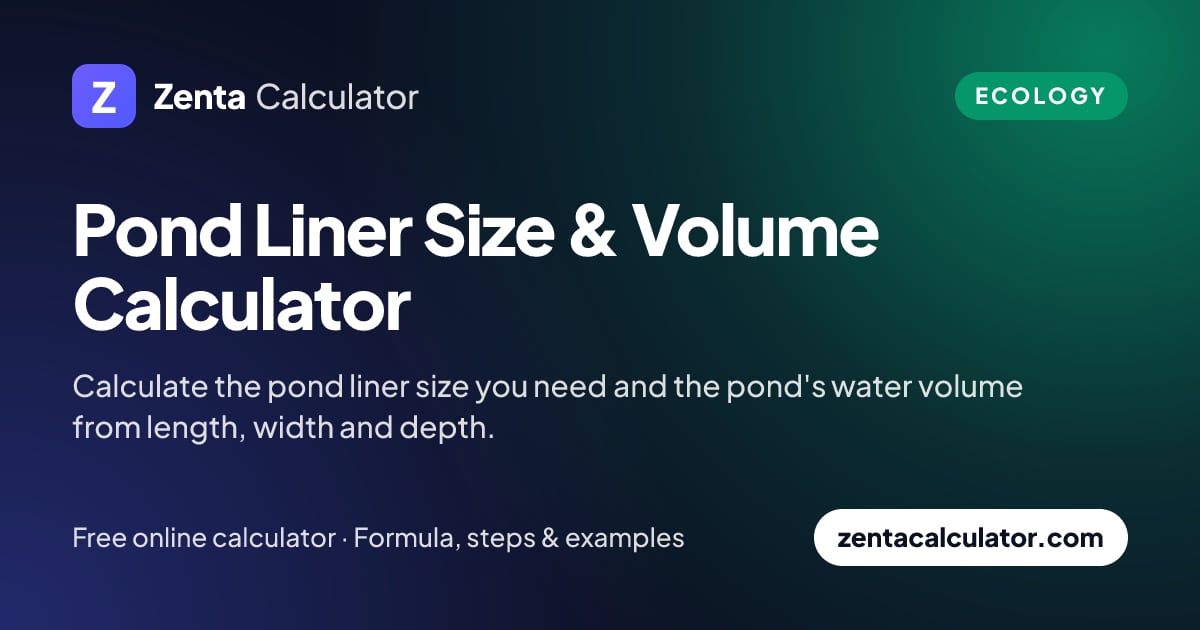 Z
Zenta Calculator
ECOLOGY
Pond Liner Size & Volume
Calculator
Calculate the pond liner size you need and the pond's water volume
from length, width and depth.
Free online calculator · Formula, steps & examples
zentacalculator.com